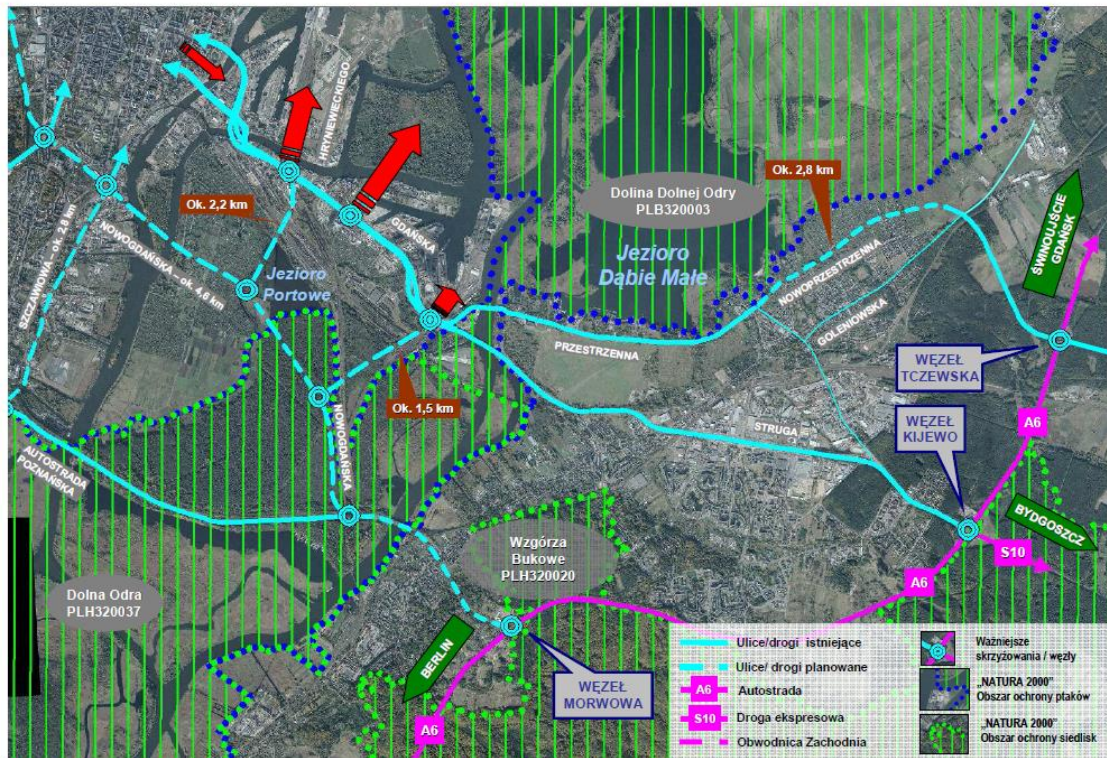 HRYNIEWICKIEGO
Ok. 2,2 km
GDAŃSKA
Dolina Dolnej Odry
PLB320003
Ok. 2,8 km
Jezioro
Dąbie Małe
ŚWINOUJŚCIE
GDAŃSK
SZCZAWIOWA – ok. 2,8 km
NOWOGDAŃSKA – ok. 4,6 km
Jezioro
Portowe
NOWOPRZESTRZENNA
GOLENIOWSKA
PRZESTRZENNA
WĘZEŁ
TCZEWSKA
Ok. 1,5 km
NOWOGDAŃSKA
STRUGA
WĘZEŁ
KIJEWO
A6
AUTOSTRADA
POZNAŃSKA
BYDGOSZCZ
S10
A6
Wzgórza
Bukowe
PLH320020
Dolna Odra
PLH320037
BERLIN
WĘZEŁ
MORWOWA
A6
Ulice/drogi istniejące
Ulice/ drogi planowane
A6 Autostrada
S10 Droga ekspresowa
Obwodnica Zachodnia
Ważniejsze
skrzyżowania / węzły
„NATURA 2000”
Obszar ochrony ptaków
„NATURA 2000”
Obszar ochrony siedlisk